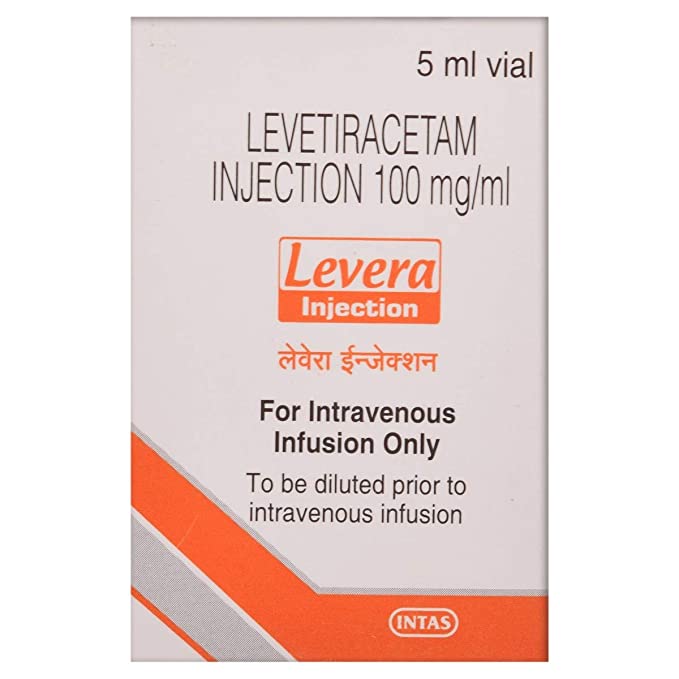 5 ml vial
LEVETIRACETAM
INJECTION 100 mg/ml
Levera
Injection
लेवेरा ईन्जेक्शन
For Intravenous
Infusion Only
To be diluted prior to
intravenous infusion
INTAS